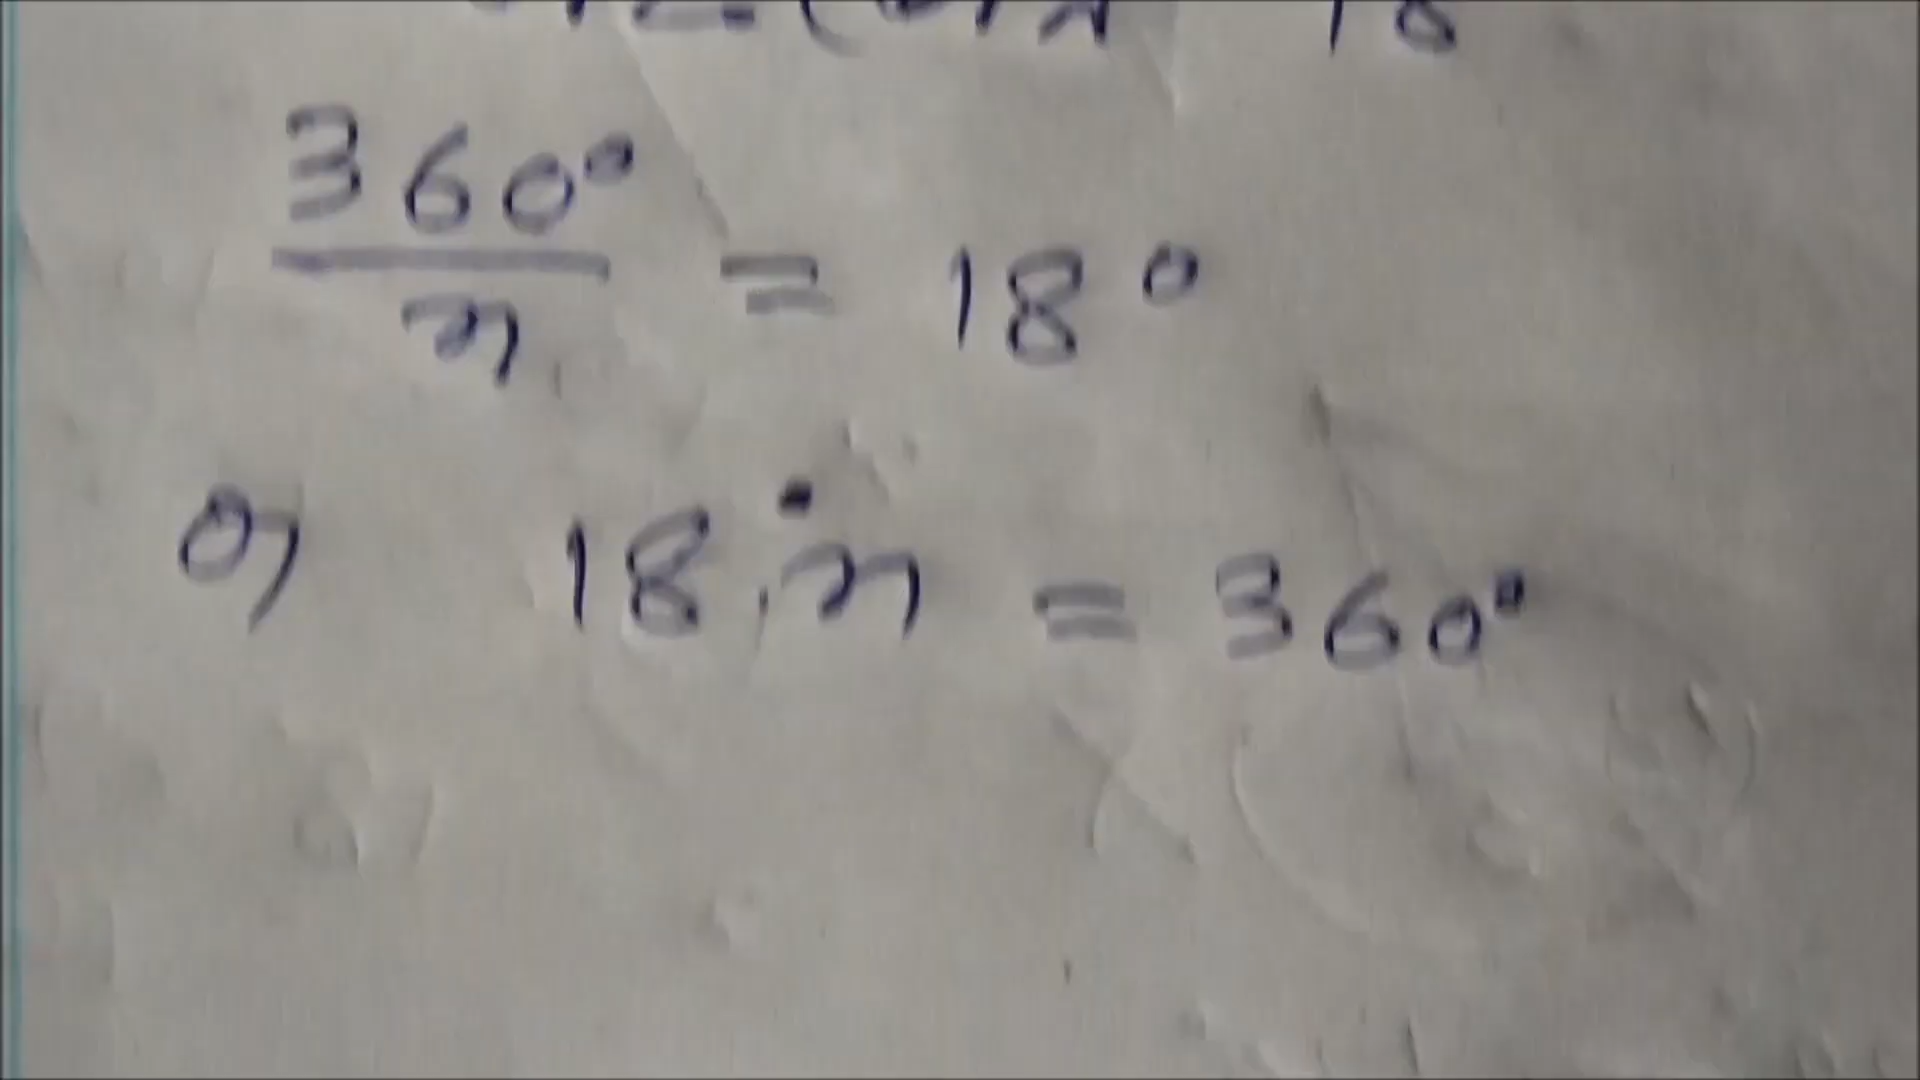 360°/n = 18°
or 18°.n = 360°